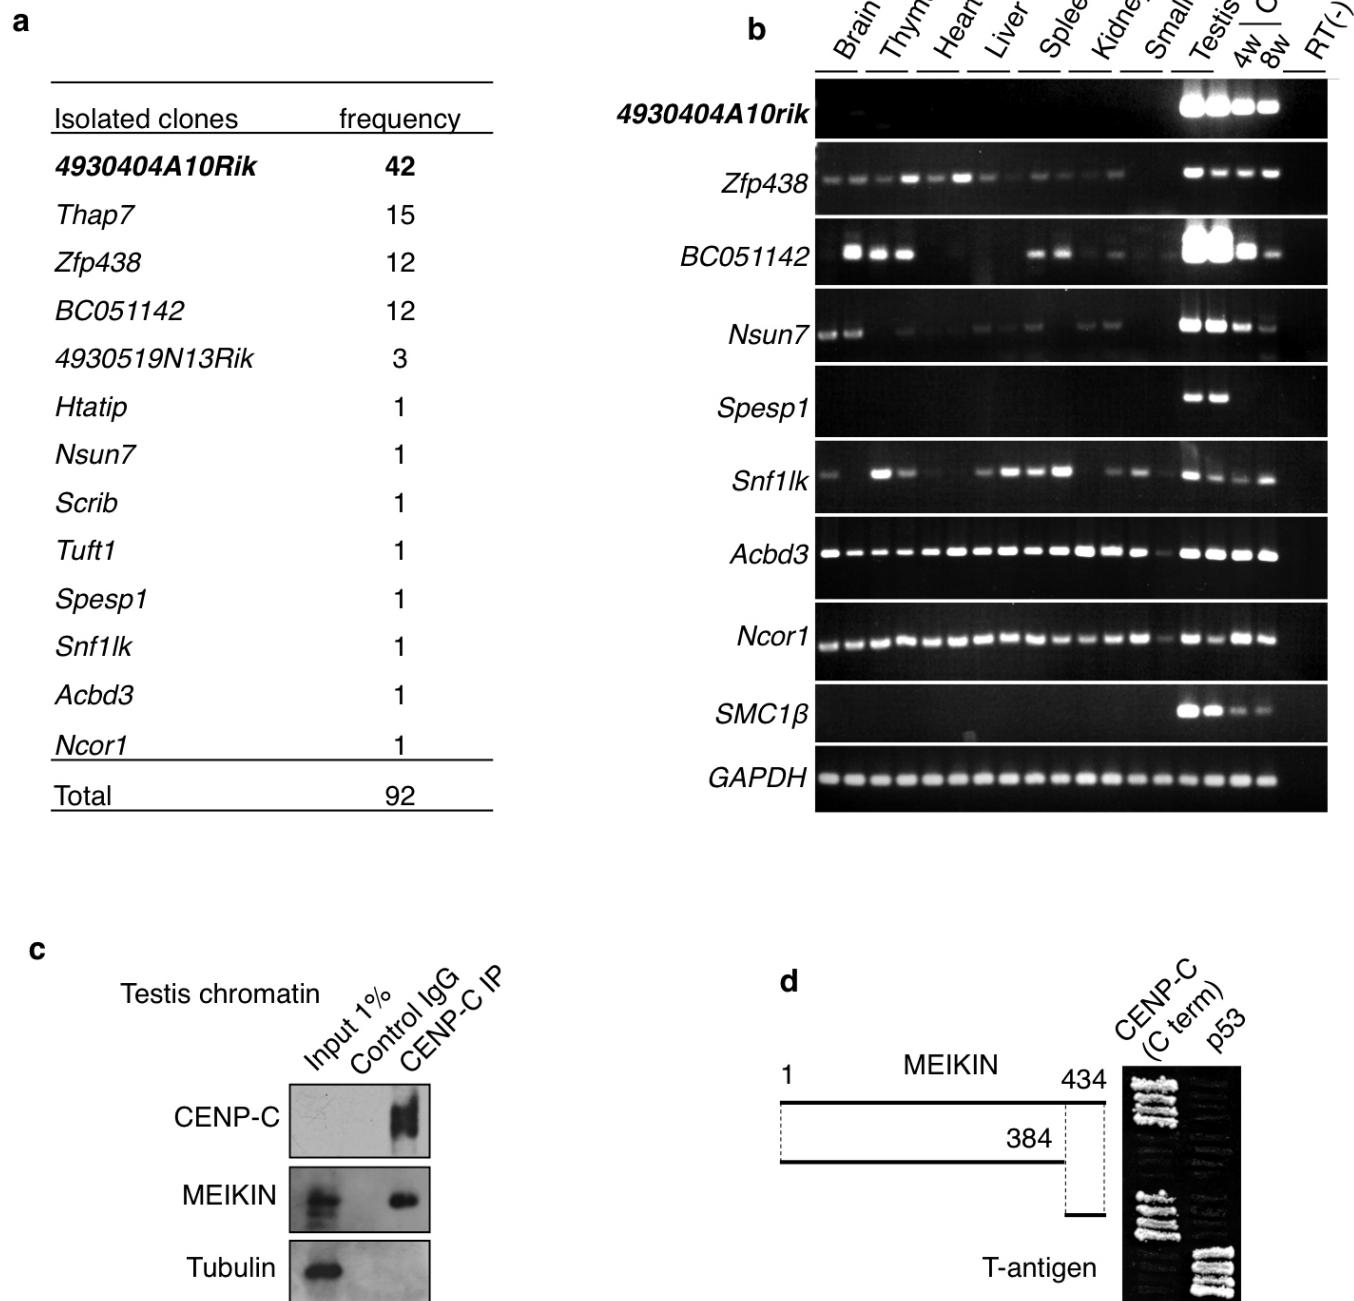 a
Isolated clones frequency
4930404A10Rik 42
Thap7 15
Zfp438 12
BC051142 12
4930519N13Rik 3
Htatip 1
Nsun7 1
Scrib 1
Tuft1 1
Spesp1 1
Snf1lk 1
Acbd3 1
Ncor1 1
Total 92
b
Brain
Heart
Liver
Kidney
Small
Testis
4w
8w
RT(-)
4930404A10rik
Zfp438
BC051142
Nsun7
Spesp1
Snf1lk
Acbd3
Ncor1
SMC1β
GAPDH
c
Testis chromatin
Input 1%
Control IgG
CENP-C IP
CENP-C
MEIKIN
Tubulin
d
CENP-C
(C term)
p53
1 MEIKIN 434
384
T-antigen